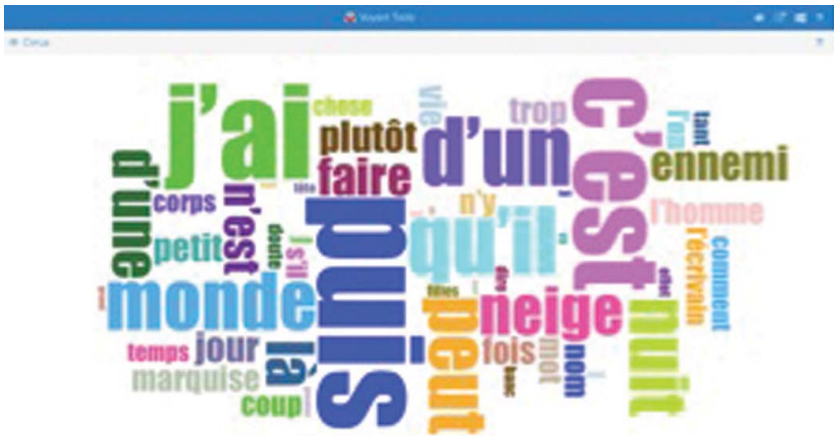 Voyant Tools
Cirrus
?
j'ai
chose
vie
trop
c'est
l'on
tant
plutôt
d'un
ennemi
d'une
faire
corps
n'est
tête
puis
n'y
qu'il
l'homme
petit
doute
s'il
l'écrivain
comment
monde
dire
effet
filles
peut
neige
nuit
temps
jour
là
fois
mot
nom
marquise
banc
coup